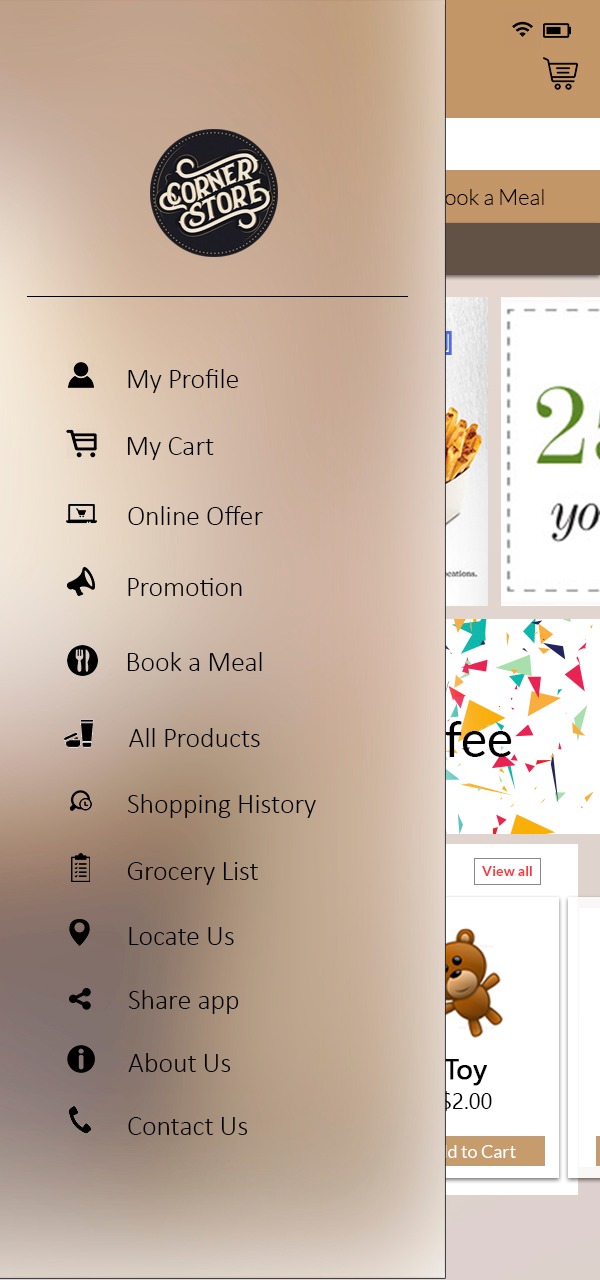 CORNER
STORE
ook a Meal
My Profile
My Cart
Online Offer
Promotion
Book a Meal
All Products
Shopping History
Grocery List
Locate Us
Share app
About Us
Contact Us
25
yo
ocations.
fee
View all
Toy
$2.00
d to Cart